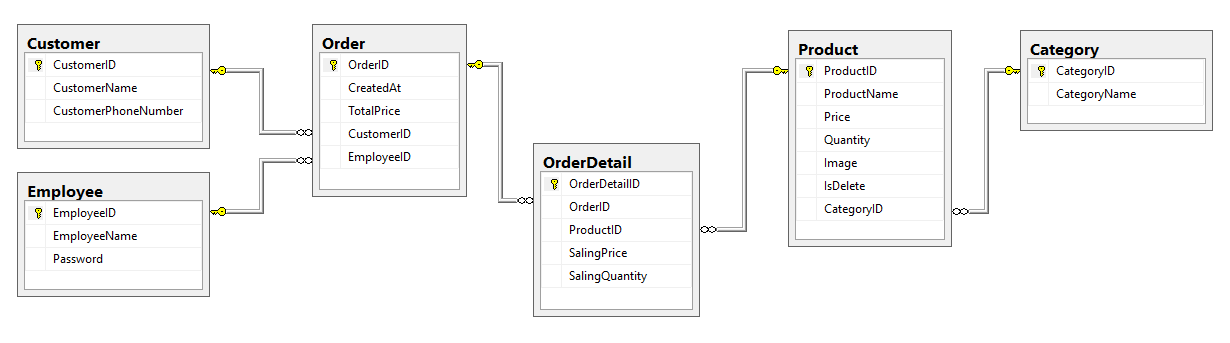 Customer
CustomerID
CustomerName
CustomerPhoneNumber
Employee
EmployeeID
EmployeeName
Password
Order
OrderID
CreatedAt
TotalPrice
CustomerID
EmployeeID
OrderDetail
OrderDetailID
OrderID
ProductID
SalingPrice
SalingQuantity
Product
ProductID
ProductName
Price
Quantity
Image
IsDelete
CategoryID
Category
CategoryID
CategoryName